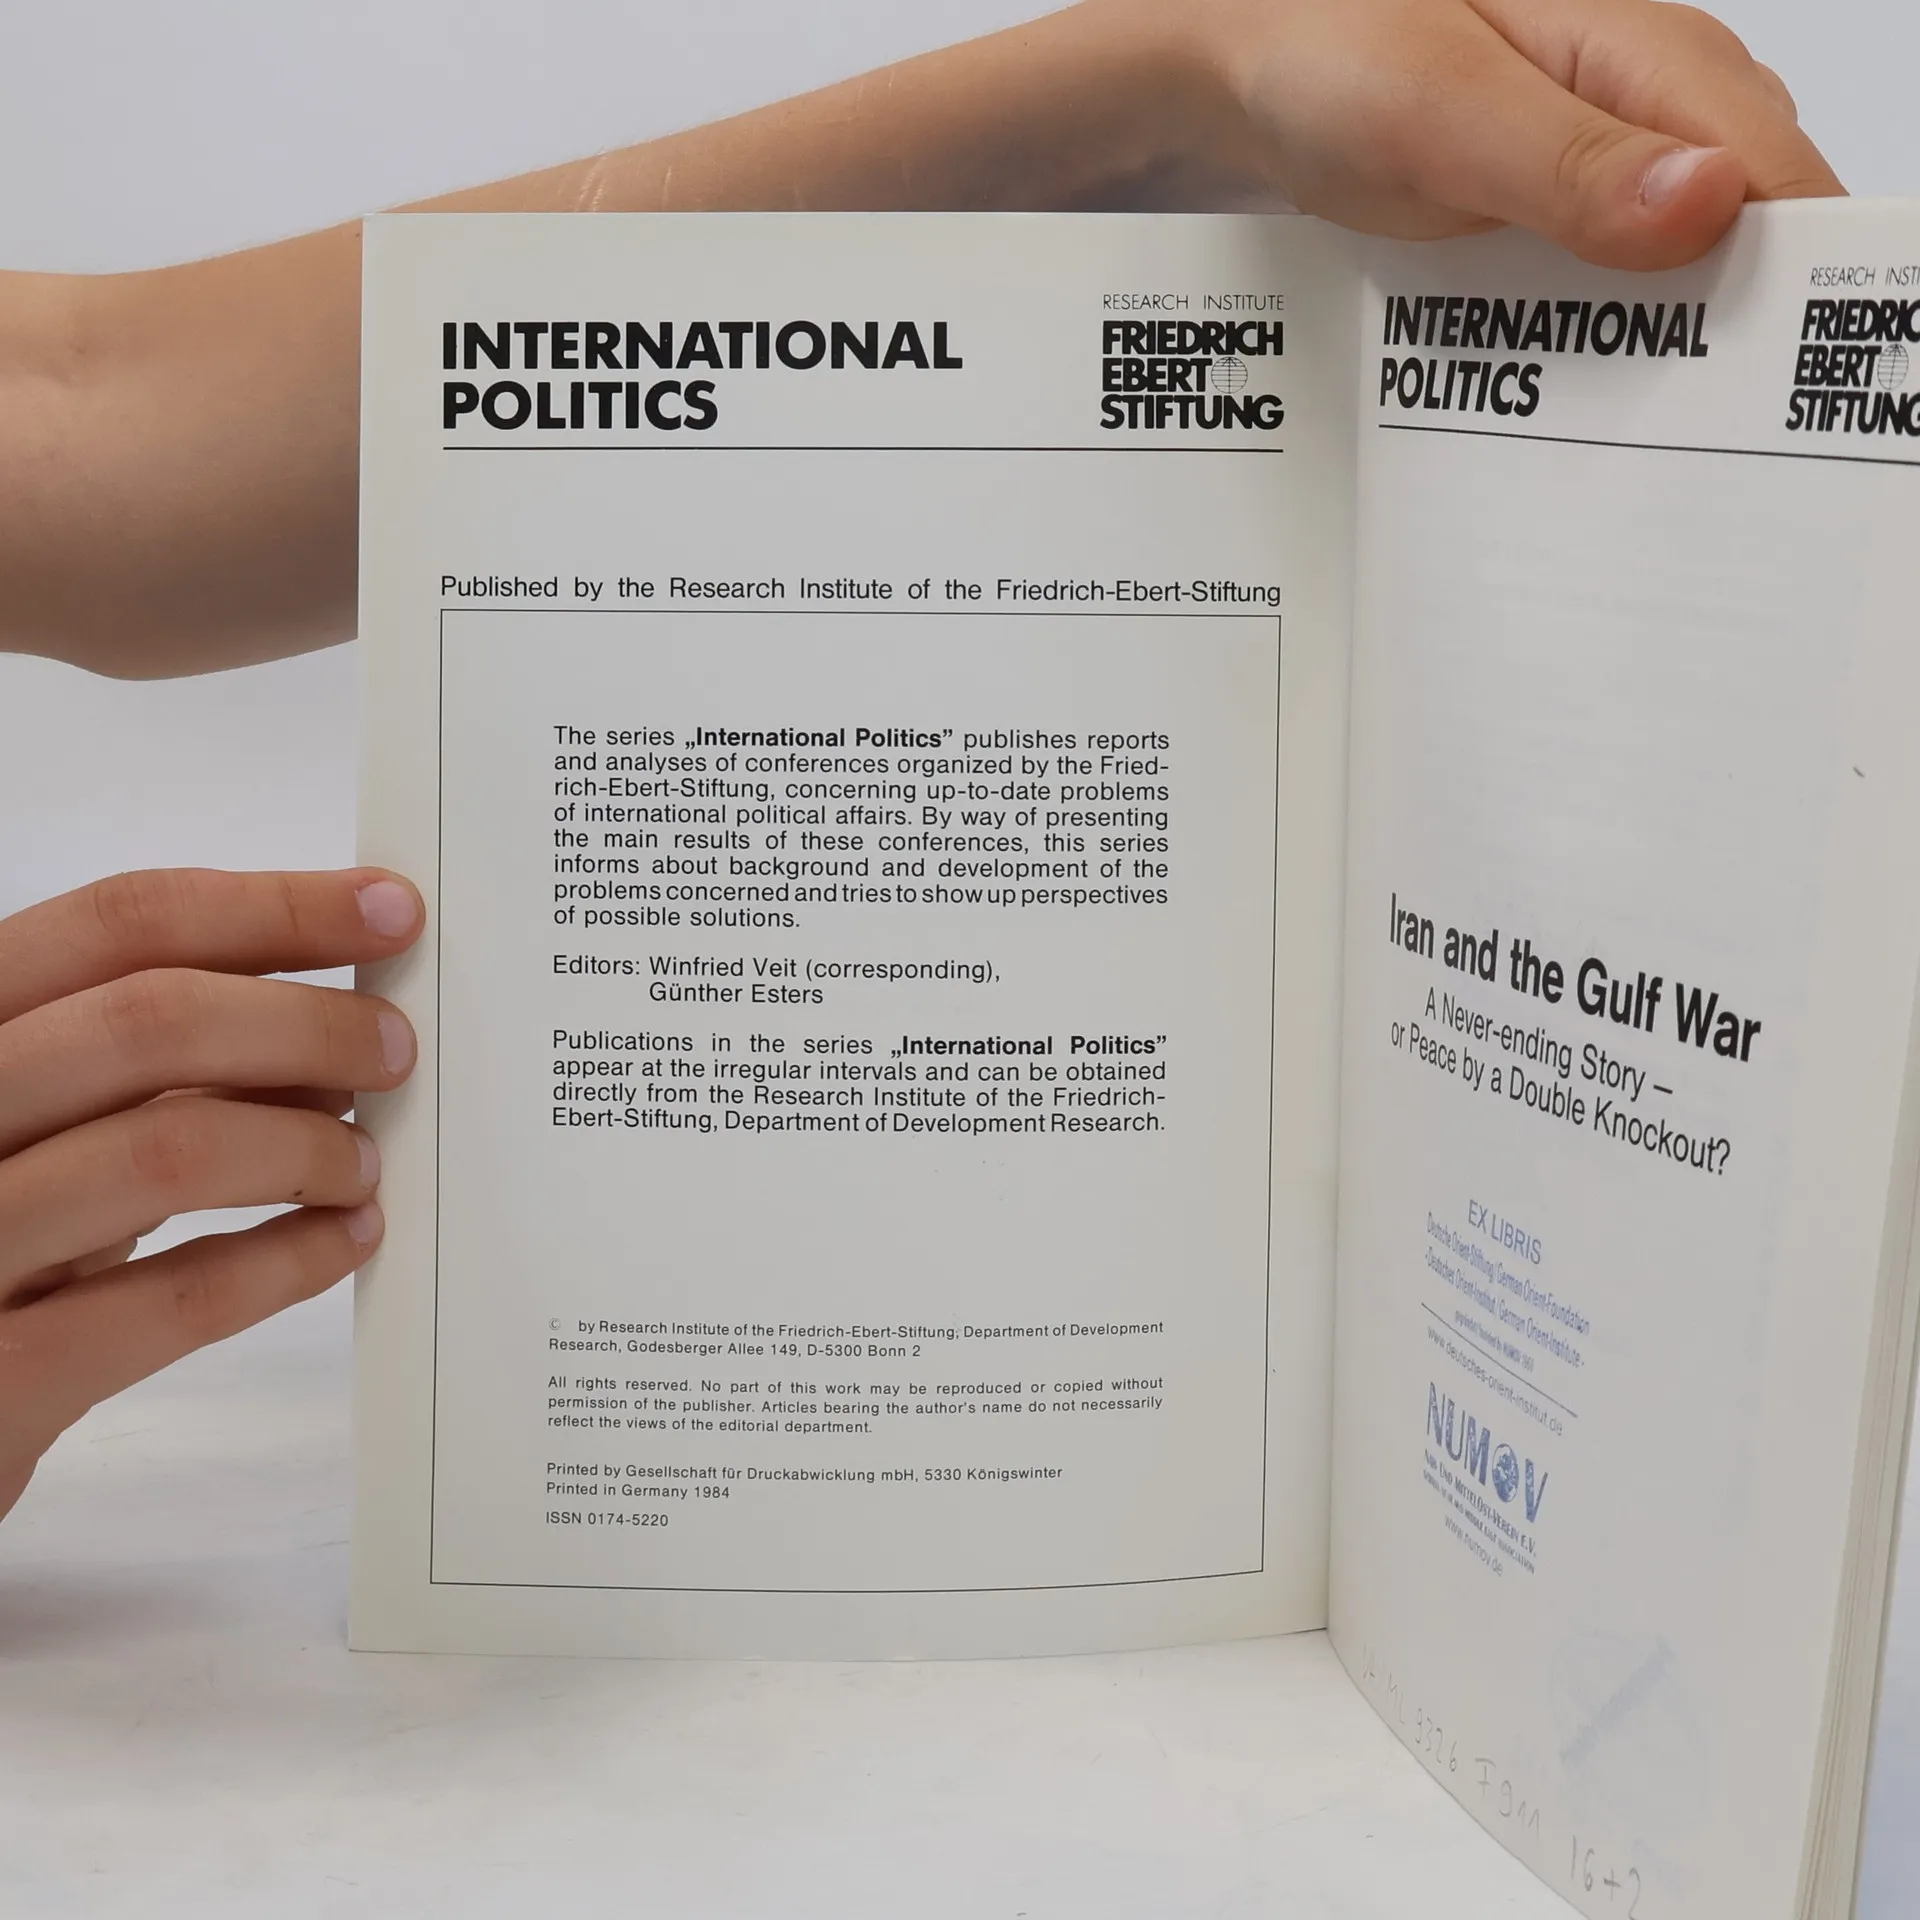 INTERNATIONAL
POLITICS
RESEARCH INSTITUTE
FRIEDRICH
EBERT
STIFTUNG
Published by the Research Institute of the Friedrich-Ebert-Stiftung
The series „International Politics” publishes reports
and analyses of conferences organized by the Fried-
rich-Ebert-Stiftung, concerning up-to-date problems
of international political affairs. By way of presenting
the main results of these conferences, this series
informs about background and development of the
problems concerned and tries to show up perspectives
of possible solutions.
Editors: Winfried Veit (corresponding),
Günther Esters
Publications in the series „International Politics”
appear at the irregular intervals and can be obtained
directly from the Research Institute of the Friedrich-
Ebert-Stiftung, Department of Development Research.
© by Research Institute of the Friedrich-Ebert-Stiftung, Department of Development
Research, Godesberger Allee 149, D-5300 Bonn 2
All rights reserved. No part of this work may be reproduced or copied without
permission of the publisher. Articles bearing the author's name do not necessarily
reflect the views of the editorial department.
Printed by Gesellschaft für Druckabwicklung mbH, 5330 Königswinter
Printed in Germany 1984
ISSN 0174-5220
INTERNATIONAL
POLITICS
RESEARCH INSTI
FRIEDRIC
EBERT
STIFTUNG
Iran and the Gulf War
A Never-ending Story –
or Peace by a Double Knockout?
EX LIBRIS
Deutsche Orient-Stiftung/German Orient-Foundation
- Deutsches Orient-Institut/German Orient-Institute -
www.deutsches-orient-institut.de
NUMOV
NAH UND MITTELOST-VEREIN E.V.
www.numov.de
ML 9326 F911
16+2